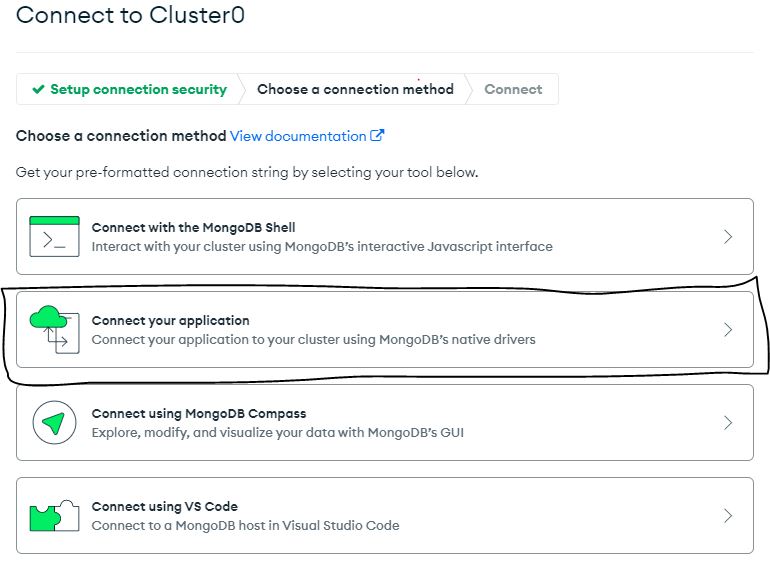 Connect to Cluster0
Setup connection security
Choose a connection method
Connect
Choose a connection method View documentation
Get your pre-formatted connection string by selecting your tool below.
Connect with the MongoDB Shell
Interact with your cluster using MongoDB's interactive Javascript interface
Connect your application
Connect your application to your cluster using MongoDB's native drivers
Connect using MongoDB Compass
Explore, modify, and visualize your data with MongoDB's GUI
Connect using VS Code
Connect to a MongoDB host in Visual Studio Code